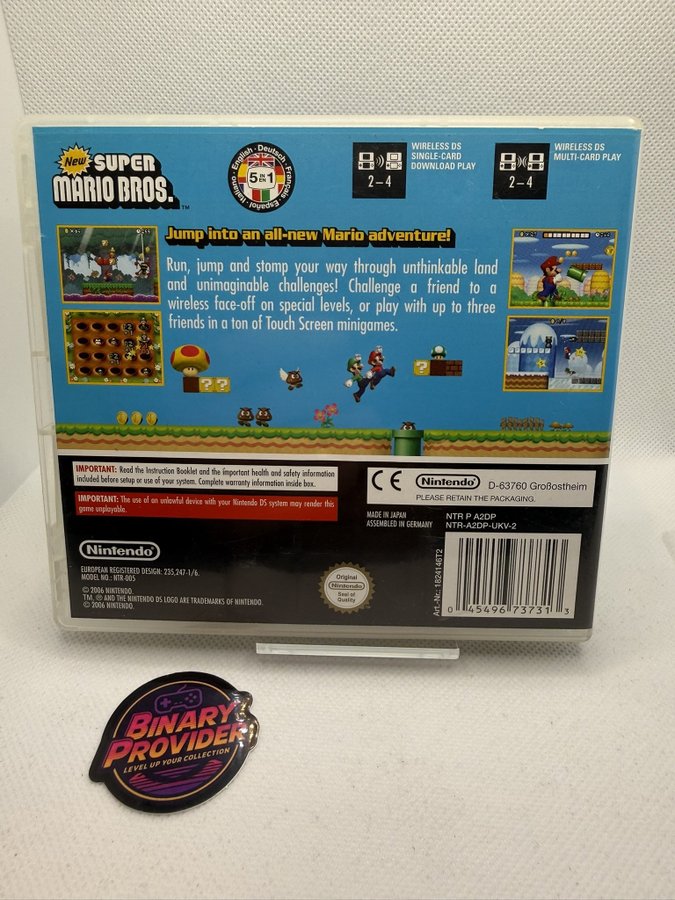 New SUPER
MARIO BROS.™
English · Deutsch · Français · Español · Italiano
5 IN 1
WIRELESS DS
SINGLE-CARD
DOWNLOAD PLAY
2-4
WIRELESS DS
MULTI-CARD PLAY
2-4
Jump into an all-new Mario adventure!
Run, jump and stomp your way through unthinkable land
and unimaginable challenges! Challenge a friend to a
wireless face-off on special levels, or play with up to three
friends in a ton of Touch Screen minigames.
IMPORTANT: Read the Instruction Booklet and the important health and safety information
included before setup or use of your system. Complete warranty information inside box.
IMPORTANT: The use of an unlawful device with your Nintendo DS system may render this
game unplayable.
CE Nintendo D-63760 Großostheim
PLEASE RETAIN THE PACKAGING.
MADE IN JAPAN
ASSEMBLED IN GERMANY
NTR P A2DP
NTR-A2DP-UKV-2
Nintendo
EUROPEAN REGISTERED DESIGN: 235,247-1/6.
MODEL NO.: NTR-005
© 2006 NINTENDO.
TM, ® AND THE NINTENDO DS LOGO ARE TRADEMARKS OF NINTENDO.
© 2006 NINTENDO.
Original
Nintendo
Seal of
Quality
Art.-Nr.: 1824146T2
0 45496 73731 3
BINARY
PROVIDER
LEVEL UP YOUR COLLECTION